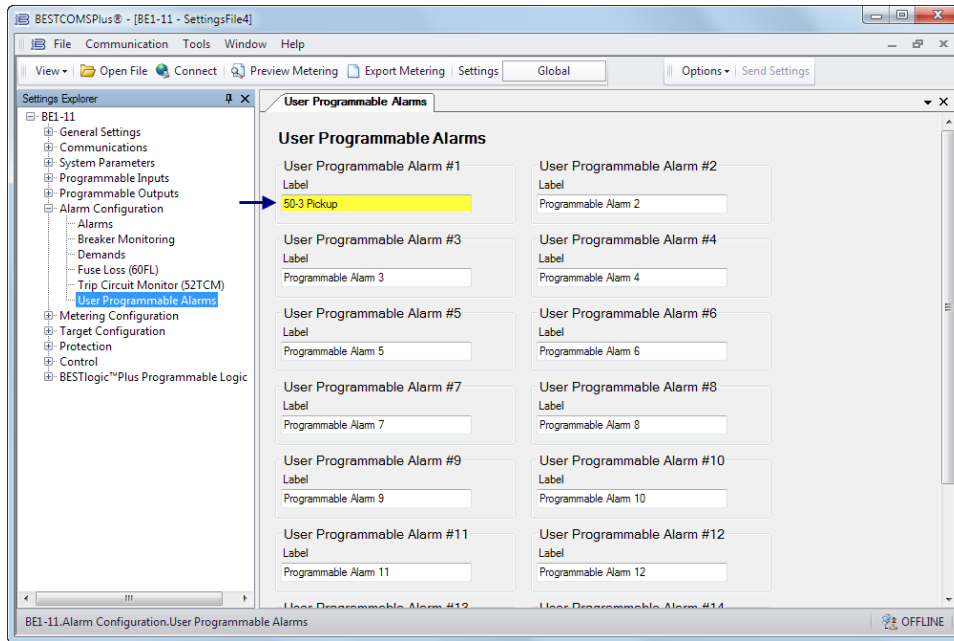 BESTCOMSPlus® - [BE1-11 - SettingsFile4]
File Communication Tools Window Help
View Open File Connect Preview Metering Export Metering Settings Global Options Send Settings
Settings Explorer
BE1-11
General Settings
Communications
System Parameters
Programmable Inputs
Programmable Outputs
Alarm Configuration
Alarms
Breaker Monitoring
Demands
Fuse Loss (60FL)
Trip Circuit Monitor (52TCM)
User Programmable Alarms
Metering Configuration
Target Configuration
Protection
Control
BESTlogic™Plus Programmable Logic
User Programmable Alarms
User Programmable Alarms
User Programmable Alarm #1
Label
50-3 Pickup
User Programmable Alarm #2
Label
Programmable Alarm 2
User Programmable Alarm #3
Label
Programmable Alarm 3
User Programmable Alarm #4
Label
Programmable Alarm 4
User Programmable Alarm #5
Label
Programmable Alarm 5
User Programmable Alarm #6
Label
Programmable Alarm 6
User Programmable Alarm #7
Label
Programmable Alarm 7
User Programmable Alarm #8
Label
Programmable Alarm 8
User Programmable Alarm #9
Label
Programmable Alarm 9
User Programmable Alarm #10
Label
Programmable Alarm 10
User Programmable Alarm #11
Label
Programmable Alarm 11
User Programmable Alarm #12
Label
Programmable Alarm 12
User Programmable Alarm #13
User Programmable Alarm #14
BE1-11.Alarm Configuration.User Programmable Alarms
OFFLINE